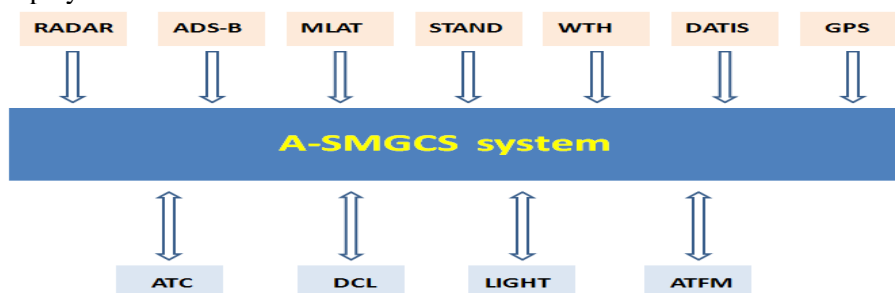 RADAR ADS-B MLAT STAND WTH DATIS GPS
A-SMGCS system
ATC DCL LIGHT ATFM